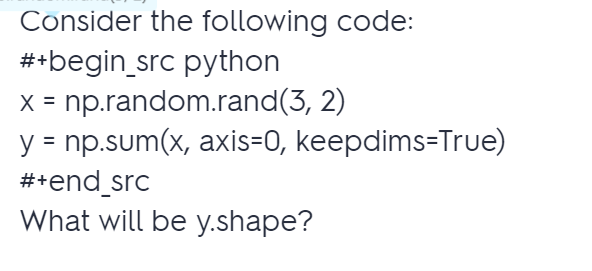 Consider the following code:
#+begin_src python
x = np.random.rand(3, 2)
y = np.sum(x, axis=0, keepdims=True)
#+end_src
What will be y.shape?